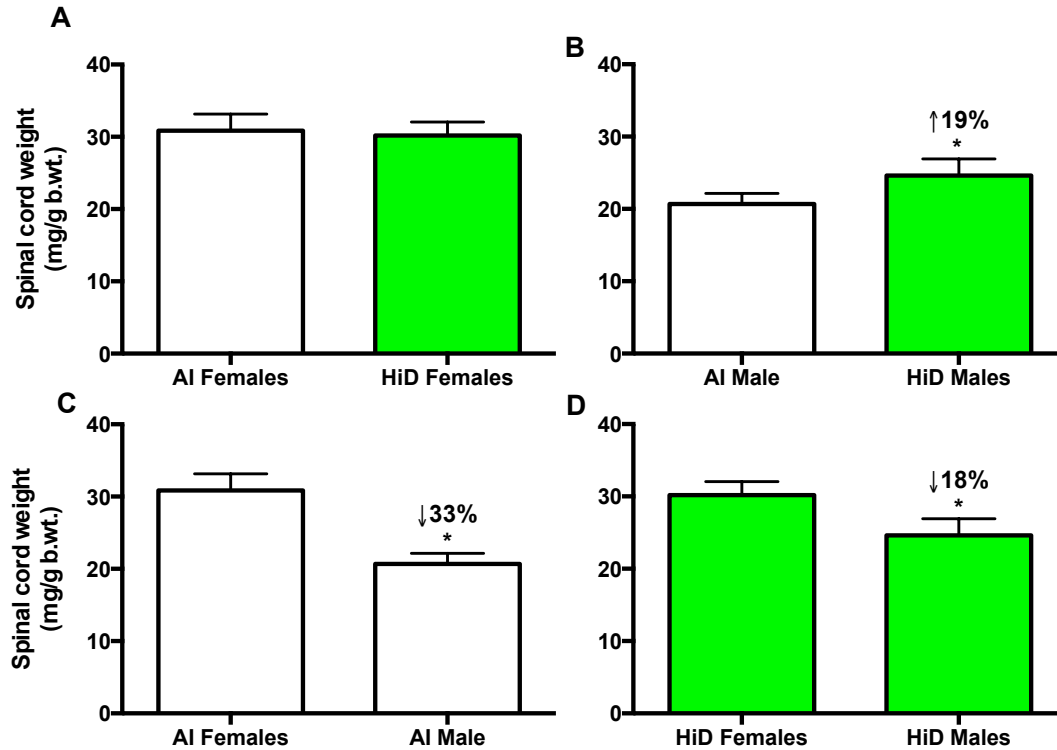 A
Spinal cord weight
(mg/g b.wt.)
40
30
20
10
0
AI Females
HiD Females
B
40
30
20
10
0
↑19%
*
AI Male
HiD Males
C
Spinal cord weight
(mg/g b.wt.)
40
30
20
10
0
↓33%
*
AI Females
AI Male
D
40
30
20
10
0
↓18%
*
HiD Females
HiD Males